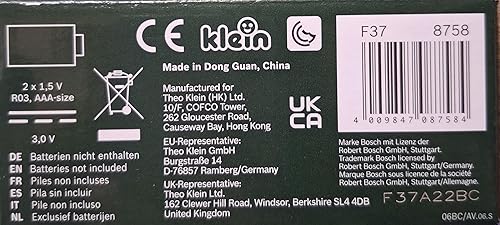 CE klein
Made in Dong Guan, China
2 x 1,5 V
R03, AAA-size
3,0 V
DE Batterien nicht enthalten
EN Batteries not included
FR Piles non incluses
ES Pila sin incluir
IT Pile non incluse
NL Exclusief batterijen
Manufactured for
Theo Klein (HK) Ltd.
10/F, COFCO Tower,
262 Gloucester Road,
Causeway Bay, Hong Kong
EU-Representative:
Theo Klein GmbH
Burgstraße 14
D-76857 Ramberg/Germany
UK-Representative:
Theo Klein Ltd.
162 Clewer Hill Road, Windsor, Berkshire SL4 4DB
United Kingdom
UK
CA
F37 8758
4 009847 087584
Marke Bosch mit Lizenz der
Robert Bosch GmbH, Stuttgart.
Trademark Bosch licensed by
Robert Bosch GmbH, Stuttgart/Germany.
Marque Bosch sous licence de la société
Robert Bosch GmbH, Stuttgart/Allemagne.
F37A22BC
06BC/AV.06.S